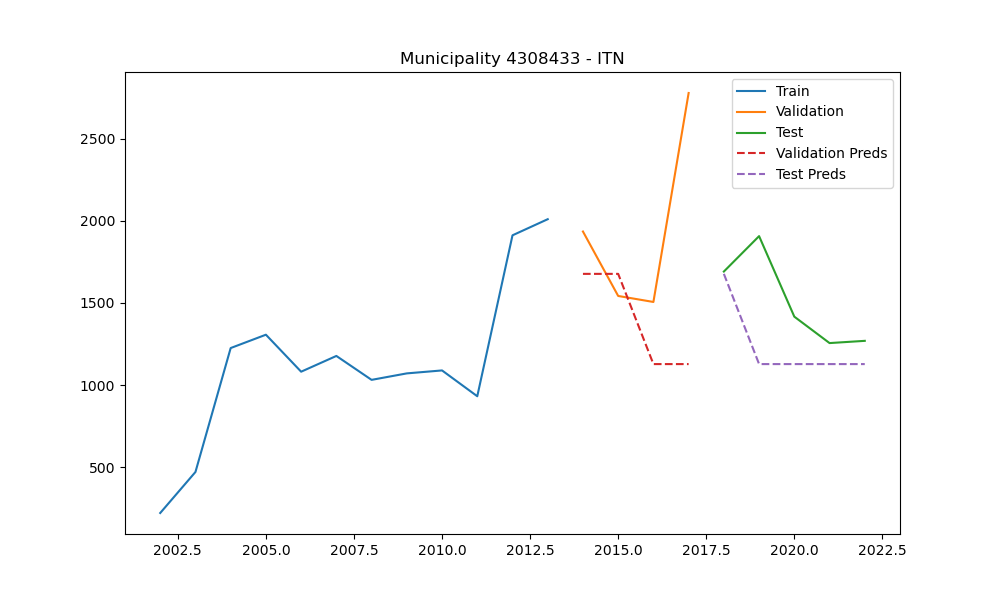 Municipality 4308433 - ITN
Train
Validation
Test
Validation Preds
Test Preds
2500
2000
1500
1000
500
2002.5 2005.0 2007.5 2010.0 2012.5 2015.0 2017.5 2020.0 2022.5